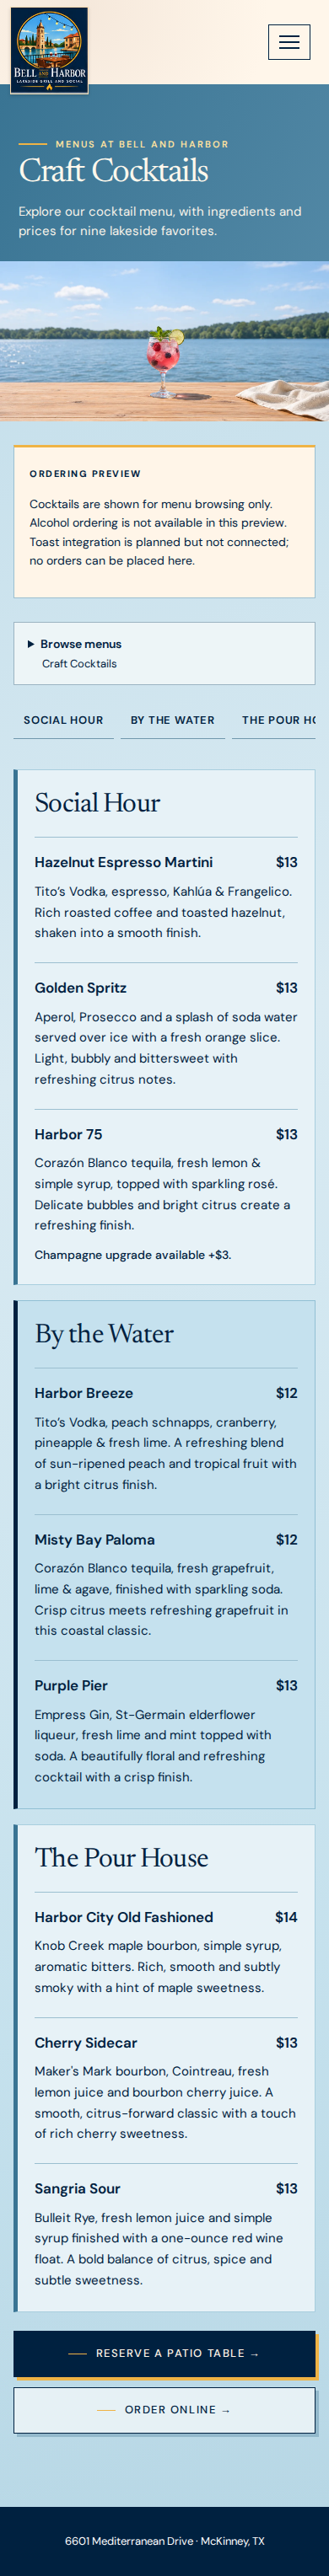 BELL AND HARBOR
LAKESIDE GRILL AND SOCIAL
MENUS AT BELL AND HARBOR
Craft Cocktails
Explore our cocktail menu, with ingredients and
prices for nine lakeside favorites.
ORDERING PREVIEW
Cocktails are shown for menu browsing only.
Alcohol ordering is not available in this preview.
Toast integration is planned but not connected;
no orders can be placed here.
▶ Browse menus
Craft Cocktails
SOCIAL HOUR BY THE WATER THE POUR HO
Social Hour
Hazelnut Espresso Martini $13
Tito’s Vodka, espresso, Kahlúa & Frangelico.
Rich roasted coffee and toasted hazelnut,
shaken into a smooth finish.
Golden Spritz $13
Aperol, Prosecco and a splash of soda water
served over ice with a fresh orange slice.
Light, bubbly and bittersweet with
refreshing citrus notes.
Harbor 75 $13
Corazón Blanco tequila, fresh lemon &
simple syrup, topped with sparkling rosé.
Delicate bubbles and bright citrus create a
refreshing finish.
Champagne upgrade available +$3.
By the Water
Harbor Breeze $12
Tito’s Vodka, peach schnapps, cranberry,
pineapple & fresh lime. A refreshing blend
of sun-ripened peach and tropical fruit with
a bright citrus finish.
Misty Bay Paloma $12
Corazón Blanco tequila, fresh grapefruit,
lime & agave, finished with sparkling soda.
Crisp citrus meets refreshing grapefruit in
this coastal classic.
Purple Pier $13
Empress Gin, St-Germain elderflower
liqueur, fresh lime and mint topped with
soda. A beautifully floral and refreshing
cocktail with a crisp finish.
The Pour House
Harbor City Old Fashioned $14
Knob Creek maple bourbon, simple syrup,
aromatic bitters. Rich, smooth and subtly
smoky with a hint of maple sweetness.
Cherry Sidecar $13
Maker's Mark bourbon, Cointreau, fresh
lemon juice and bourbon cherry juice. A
smooth, citrus-forward classic with a touch
of rich cherry sweetness.
Sangria Sour $13
Bulleit Rye, fresh lemon juice and simple
syrup finished with a one-ounce red wine
float. A bold balance of citrus, spice and
subtle sweetness.
RESERVE A PATIO TABLE →
ORDER ONLINE →
6601 Mediterranean Drive · McKinney, TX